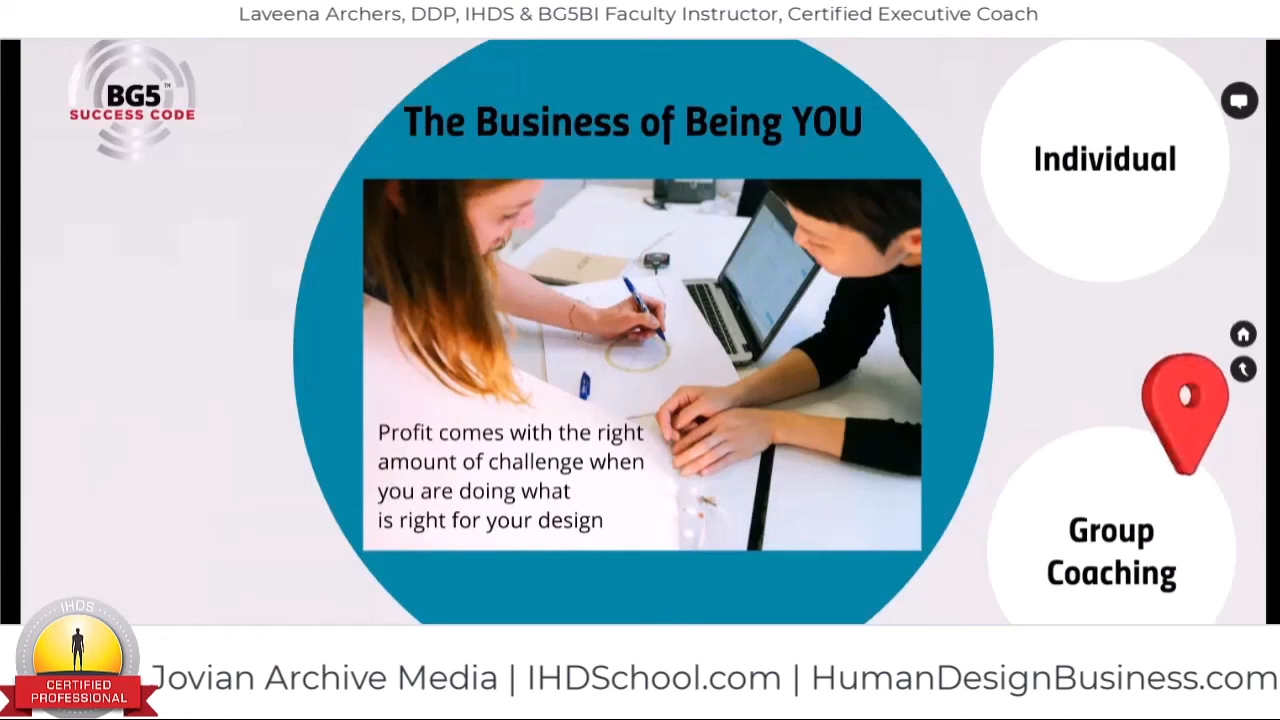 Laveena Archers, DDP, IHDS & BG5BI Faculty Instructor, Certified Executive Coach
BG5™
SUCCESS CODE
The Business of Being YOU
Individual
Profit comes with the right
amount of challenge when
you are doing what
is right for your design
Group
Coaching
IHDS
CERTIFIED
PROFESSIONAL
Jovian Archive Media | IHDSchool.com | HumanDesignBusiness.com